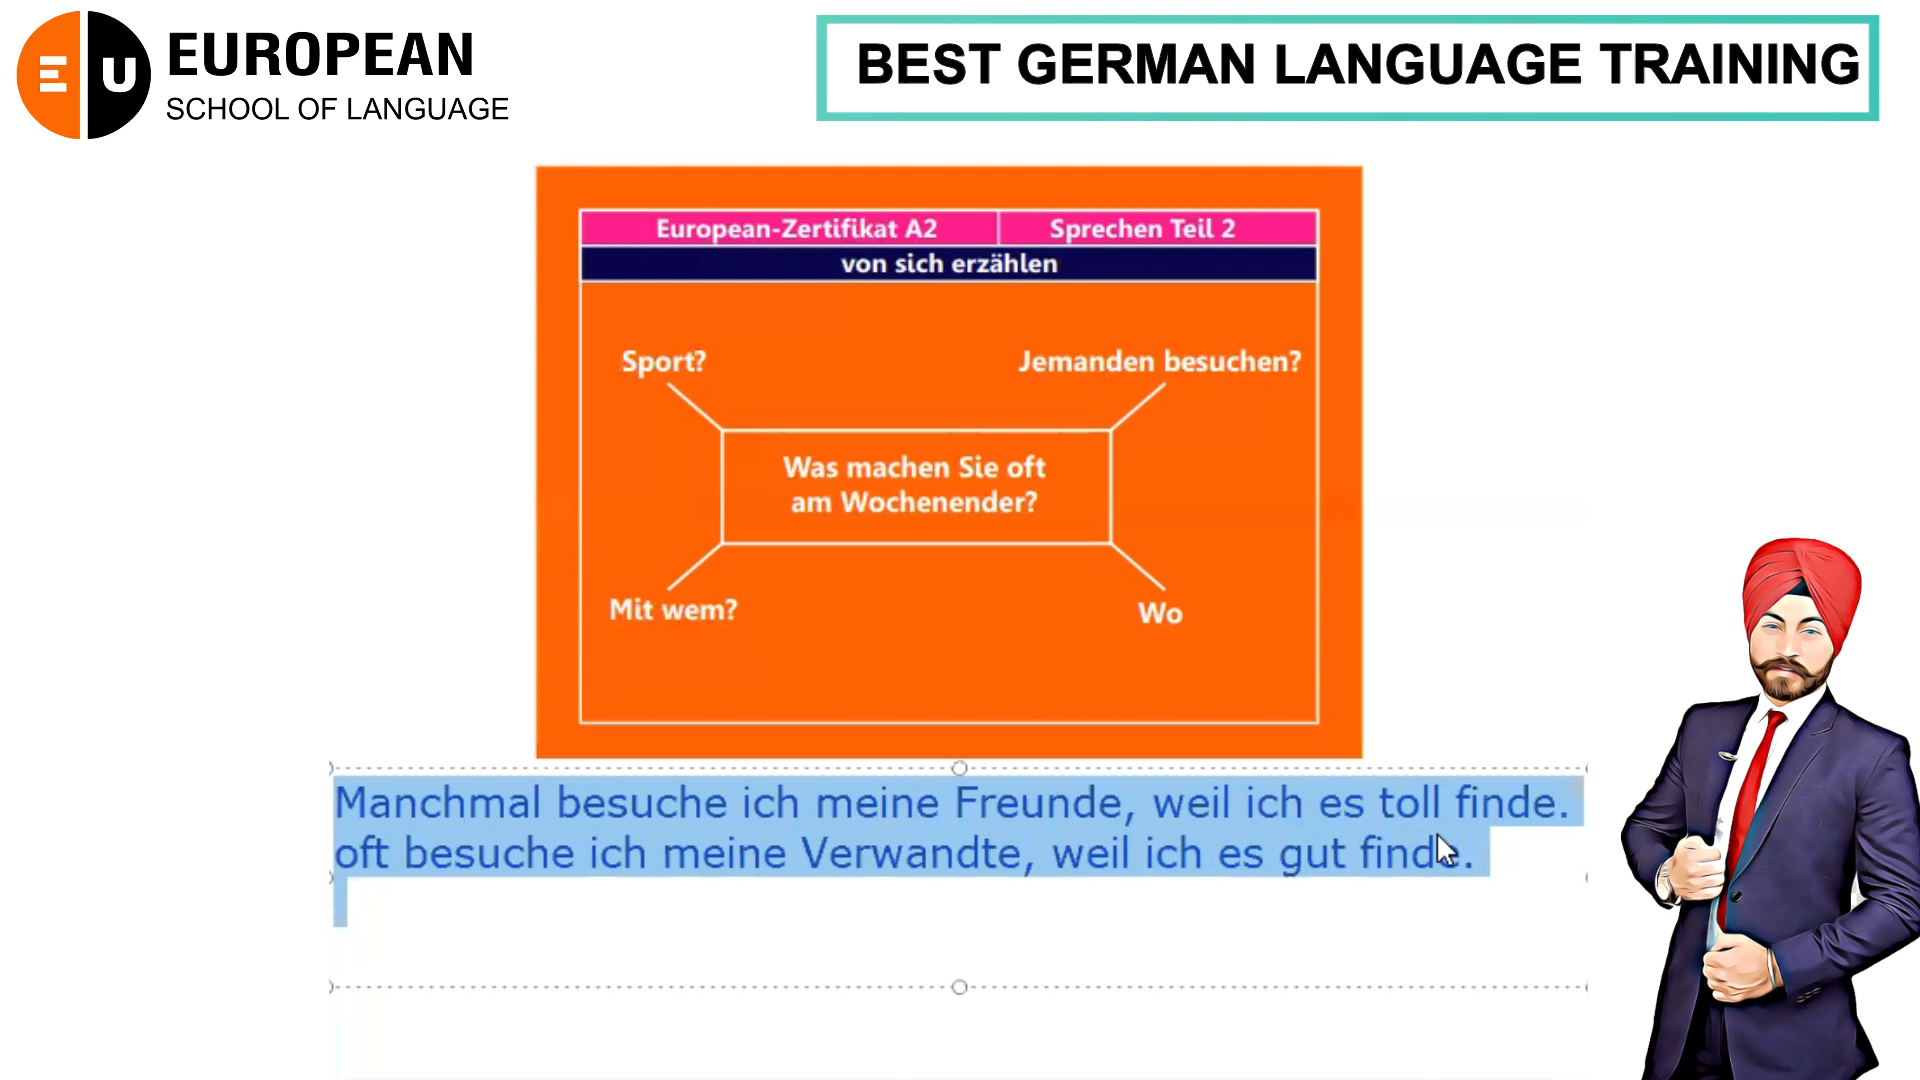 EU EUROPEAN
SCHOOL OF LANGUAGE
BEST GERMAN LANGUAGE TRAINING
European-Zertifikat A2 Sprechen Teil 2
von sich erzählen
Sport? Jemanden besuchen?
Was machen Sie oft
am Wochenender?
Mit wem? Wo
Manchmal besuche ich meine Freunde, weil ich es toll finde.
oft besuche ich meine Verwandte, weil ich es gut finde.